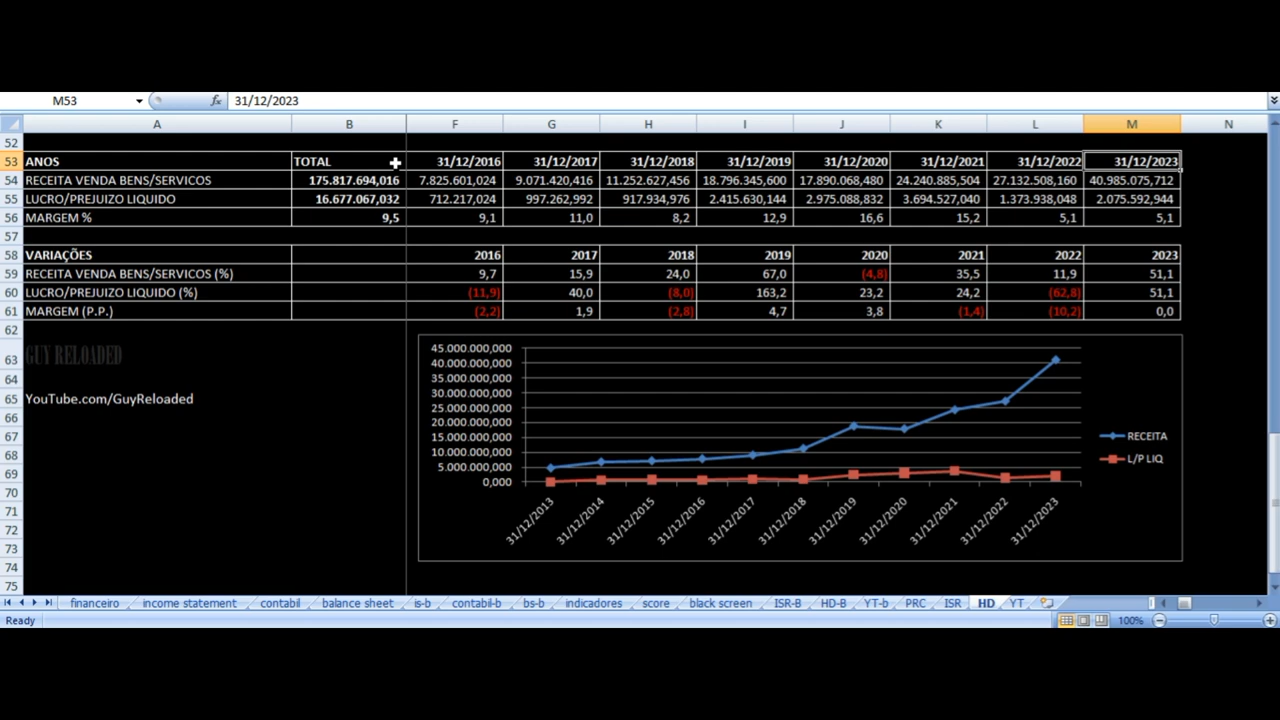 M53 fx 31/12/2023
A B F G H I J K L M N
52
53 ANOS TOTAL 31/12/2016 31/12/2017 31/12/2018 31/12/2019 31/12/2020 31/12/2021 31/12/2022 31/12/2023
54 RECEITA VENDA BENS/SERVICOS 175.817.694,016 7.825.601,024 9.071.420,416 11.252.627,456 18.796.345,600 17.890.068,480 24.240.885,504 27.132.508,160 40.985.075,712
55 LUCRO/PREJUIZO LIQUIDO 16.677.067,032 712.217,024 997.262,992 917.934,976 2.415.630,144 2.975.088,832 3.694.527,040 1.373.938,048 2.075.592,944
56 MARGEM % 9,5 9,1 11,0 8,2 12,9 16,6 15,2 5,1 5,1
57
58 VARIAÇÕES 2016 2017 2018 2019 2020 2021 2022 2023
59 RECEITA VENDA BENS/SERVICOS (%) 9,7 15,9 24,0 67,0 (4,8) 35,5 11,9 51,1
60 LUCRO/PREJUIZO LIQUIDO (%) (11,9) 40,0 (8,0) 163,2 23,2 24,2 (62,8) 51,1
61 MARGEM (P.P.) (2,2) 1,9 (2,8) 4,7 3,8 (1,4) (10,2) 0,0
62
63 GUY RELOADED
64
65 YouTube.com/GuyReloaded
66
67
68
69
70
71
72
73
74
75
45.000.000,000
40.000.000,000
35.000.000,000
30.000.000,000
25.000.000,000
20.000.000,000
15.000.000,000
10.000.000,000
5.000.000,000
0,000
31/12/2013 31/12/2014 31/12/2015 31/12/2016 31/12/2017 31/12/2018 31/12/2019 31/12/2020 31/12/2021 31/12/2022 31/12/2023
RECEITA
L/P LIQ
financeiro income statement contabil balance sheet is-b contabil-b bs-b indicadores score black screen ISR-B HD-B YT-b PRC ISR HD YT
Ready 100%